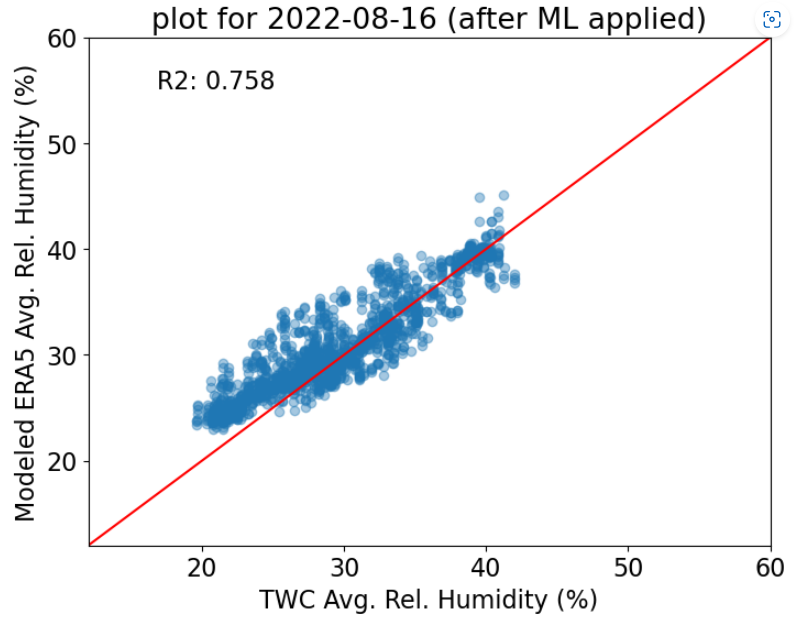 plot for 2022-08-16 (after ML applied)
R2: 0.758
Modeled ERA5 Avg. Rel. Humidity (%)
60
50
40
30
20
20 30 40 50 60
TWC Avg. Rel. Humidity (%)